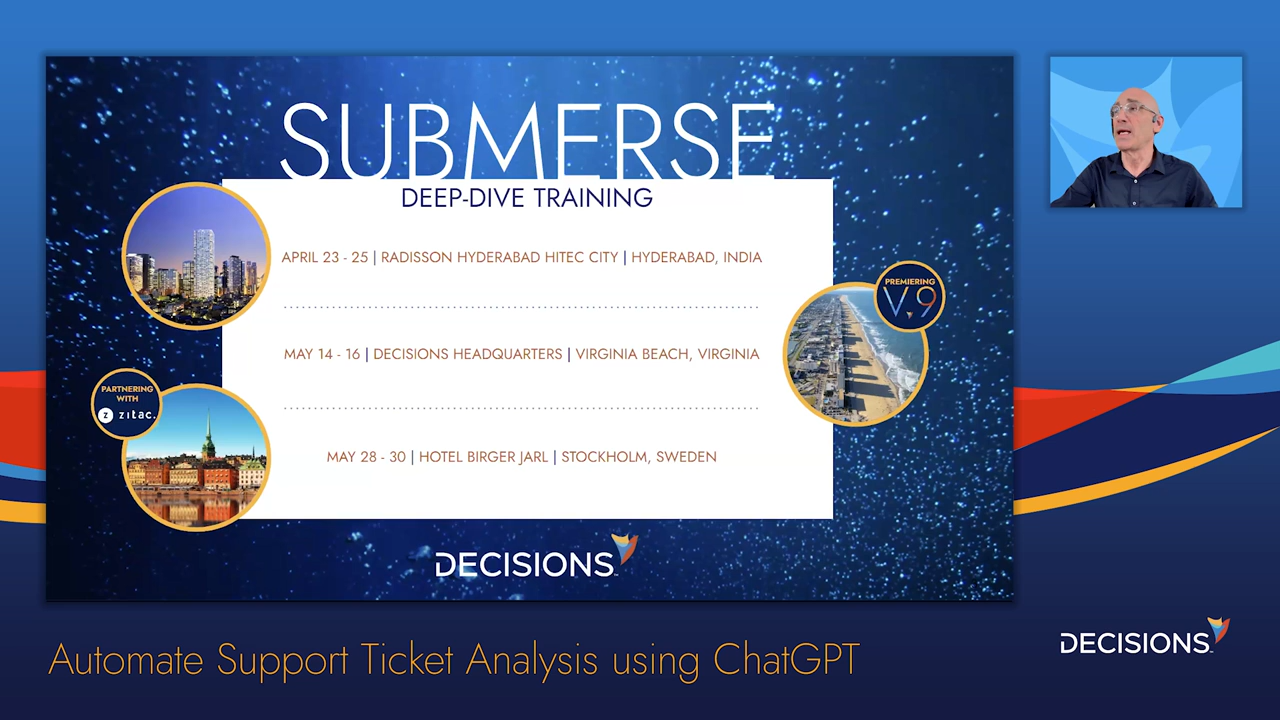 SUBMERSE
DEEP-DIVE TRAINING
APRIL 23 - 25 | RADISSON HYDERABAD HITEC CITY | HYDERABAD, INDIA
PREMIERING
V.9
MAY 14 - 16 | DECISIONS HEADQUARTERS | VIRGINIA BEACH, VIRGINIA
PARTNERING
WITH
z zitac.
MAY 28 - 30 | HOTEL BIRGER JARL | STOCKHOLM, SWEDEN
DECISIONS
Automate Support Ticket Analysis using ChatGPT
DECISIONS